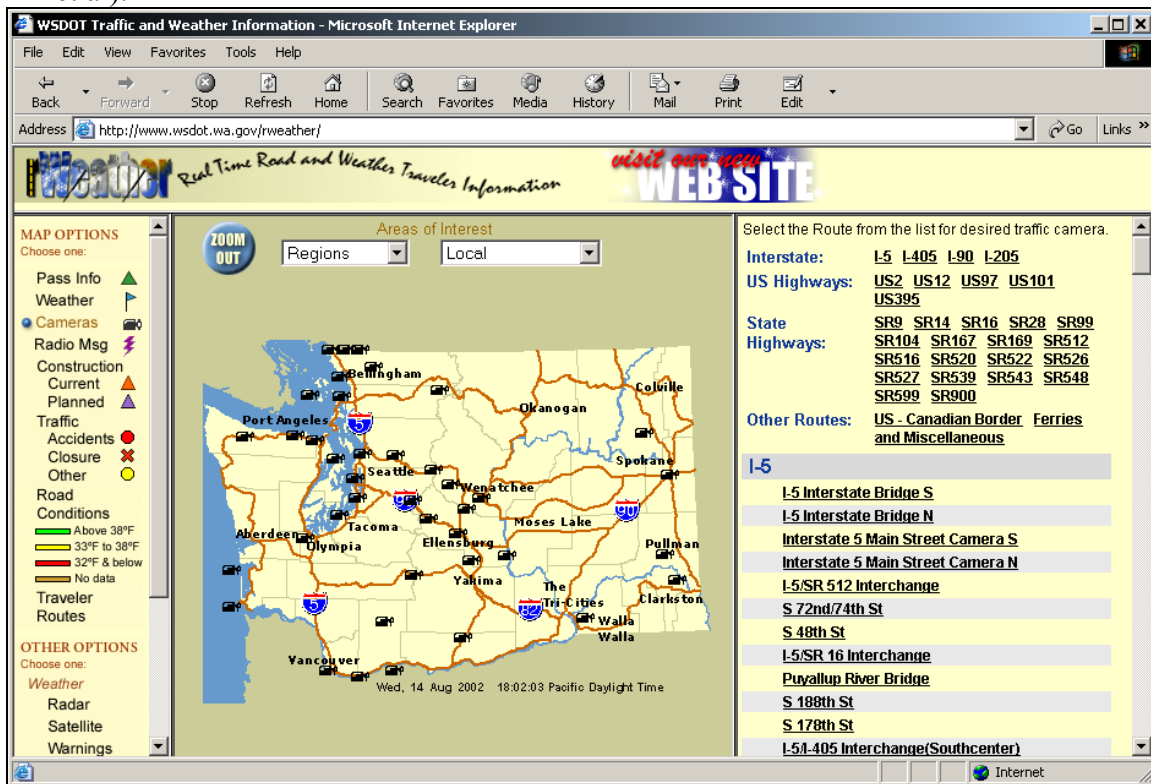 WSDOT Traffic and Weather Information - Microsoft Internet Explorer
File Edit View Favorites Tools Help
Back Forward Stop Refresh Home Search Favorites Media History Mail Print Edit
Address http://www.wsdot.wa.gov/rweather/ Go Links »
rWeather Real Time Road and Weather Traveler Information
visit our new
WEB SITE
MAP OPTIONS
Choose one:
Pass Info
Weather
Cameras
Radio Msg
Construction
Current
Planned
Traffic
Accidents
Closure
Other
Road
Conditions
Above 38ºF
33ºF to 38ºF
32ºF & below
No data
Traveler
Routes
OTHER OPTIONS
Choose one:
Weather
Radar
Satellite
Warnings
ZOOM
OUT
Areas of Interest
Regions Local
Bellingham
Colville
Okanogan
Port Angeles
5
Spokane
Seattle
Wenatchee
90
Moses Lake
Tacoma
Aberdeen
Olympia
Ellensburg
Pullman
Yakima
The
Tri-Cities
Clarkston
5
82
Walla
Walla
Vancouver
Wed, 14 Aug 2002 18:02:03 Pacific Daylight Time
Select the Route from the list for desired traffic camera.
Interstate: I-5 I-405 I-90 I-205
US Highways: US2 US12 US97 US101
US395
State SR9 SR14 SR16 SR28 SR99
Highways: SR104 SR167 SR169 SR512
SR516 SR520 SR522 SR526
SR527 SR539 SR543 SR548
SR599 SR900
Other Routes: US - Canadian Border Ferries
and Miscellaneous
I-5
I-5 Interstate Bridge S
I-5 Interstate Bridge N
Interstate 5 Main Street Camera S
Interstate 5 Main Street Camera N
I-5/SR 512 Interchange
S 72nd/74th St
S 48th St
I-5/SR 16 Interchange
Puyallup River Bridge
S 188th St
S 178th St
I-5/I-405 Interchange(Southcenter)
Internet